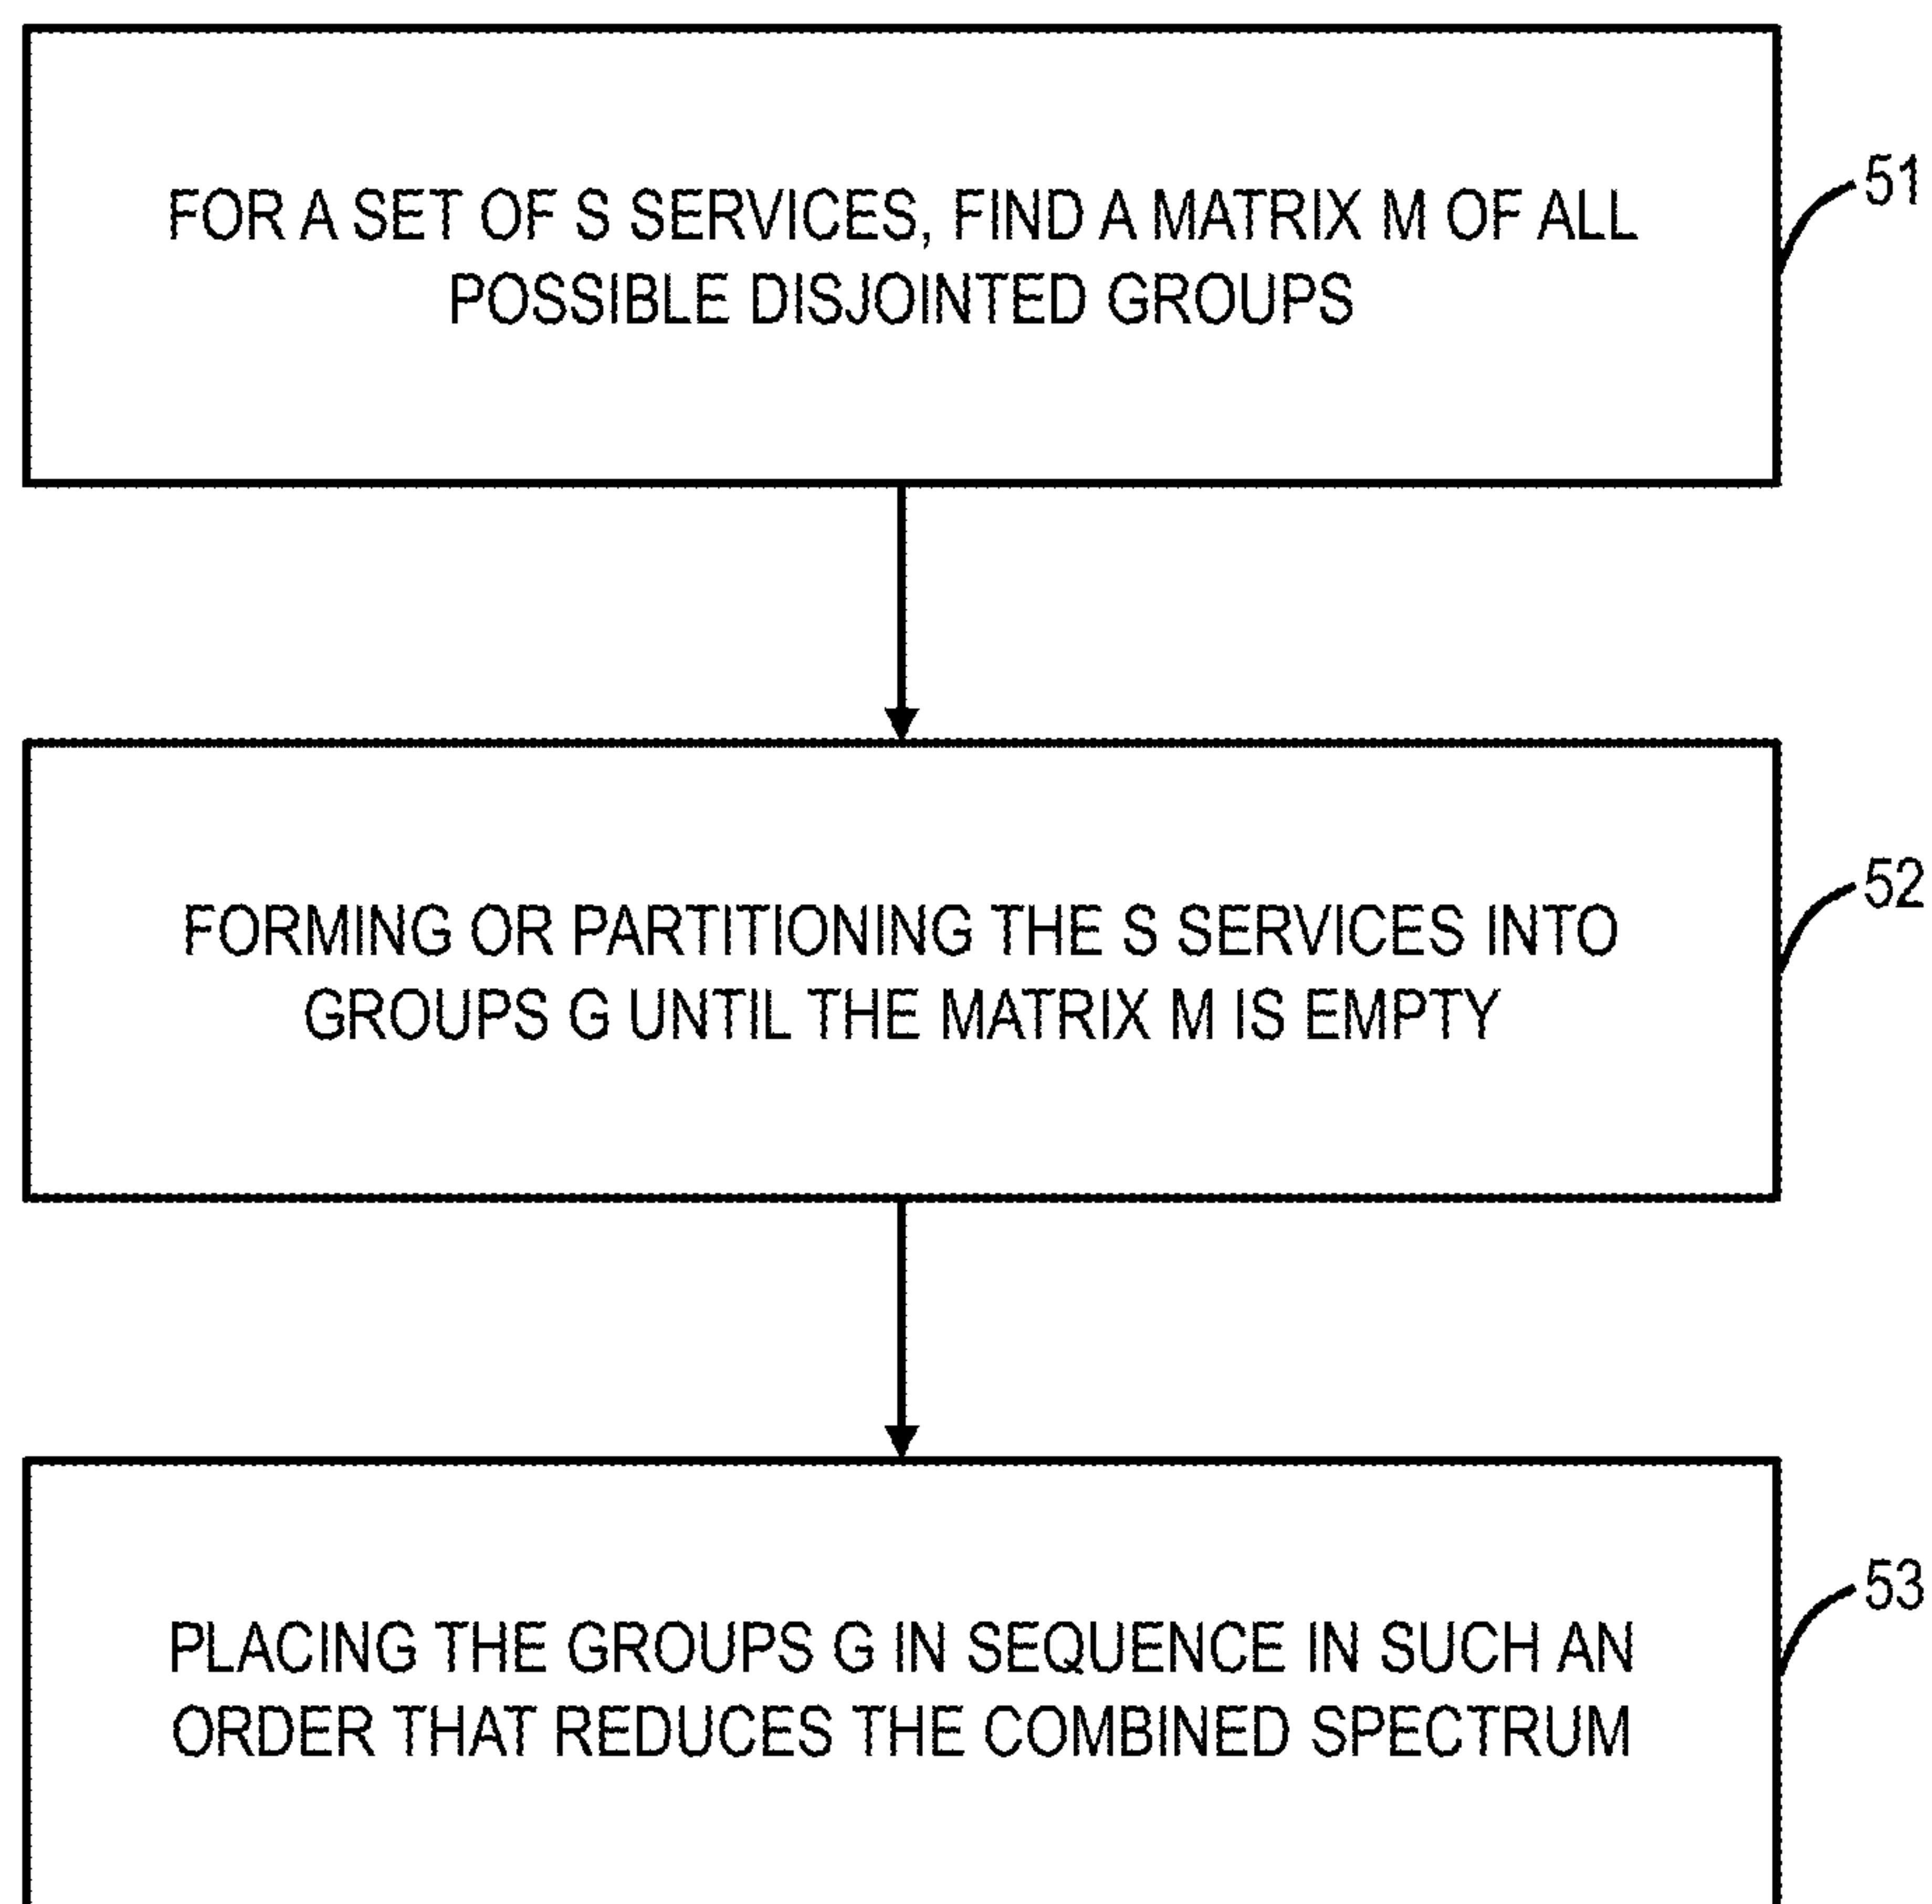 FOR A SET OF S SERVICES, FIND A MATRIX M OF ALL
POSSIBLE DISJOINTED GROUPS
51
FORMING OR PARTITIONING THE S SERVICES INTO
GROUPS G UNTIL THE MATRIX M IS EMPTY
52
PLACING THE GROUPS G IN SEQUENCE IN SUCH AN
ORDER THAT REDUCES THE COMBINED SPECTRUM
53